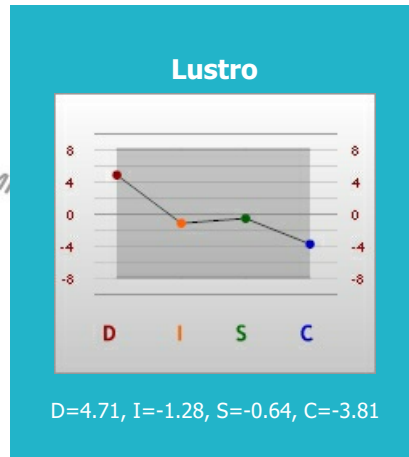 Lustro
8 8
4 4
0 0
-4 -4
-8 -8
D I S C
D=4.71, I=-1.28, S=-0.64, C=-3.81